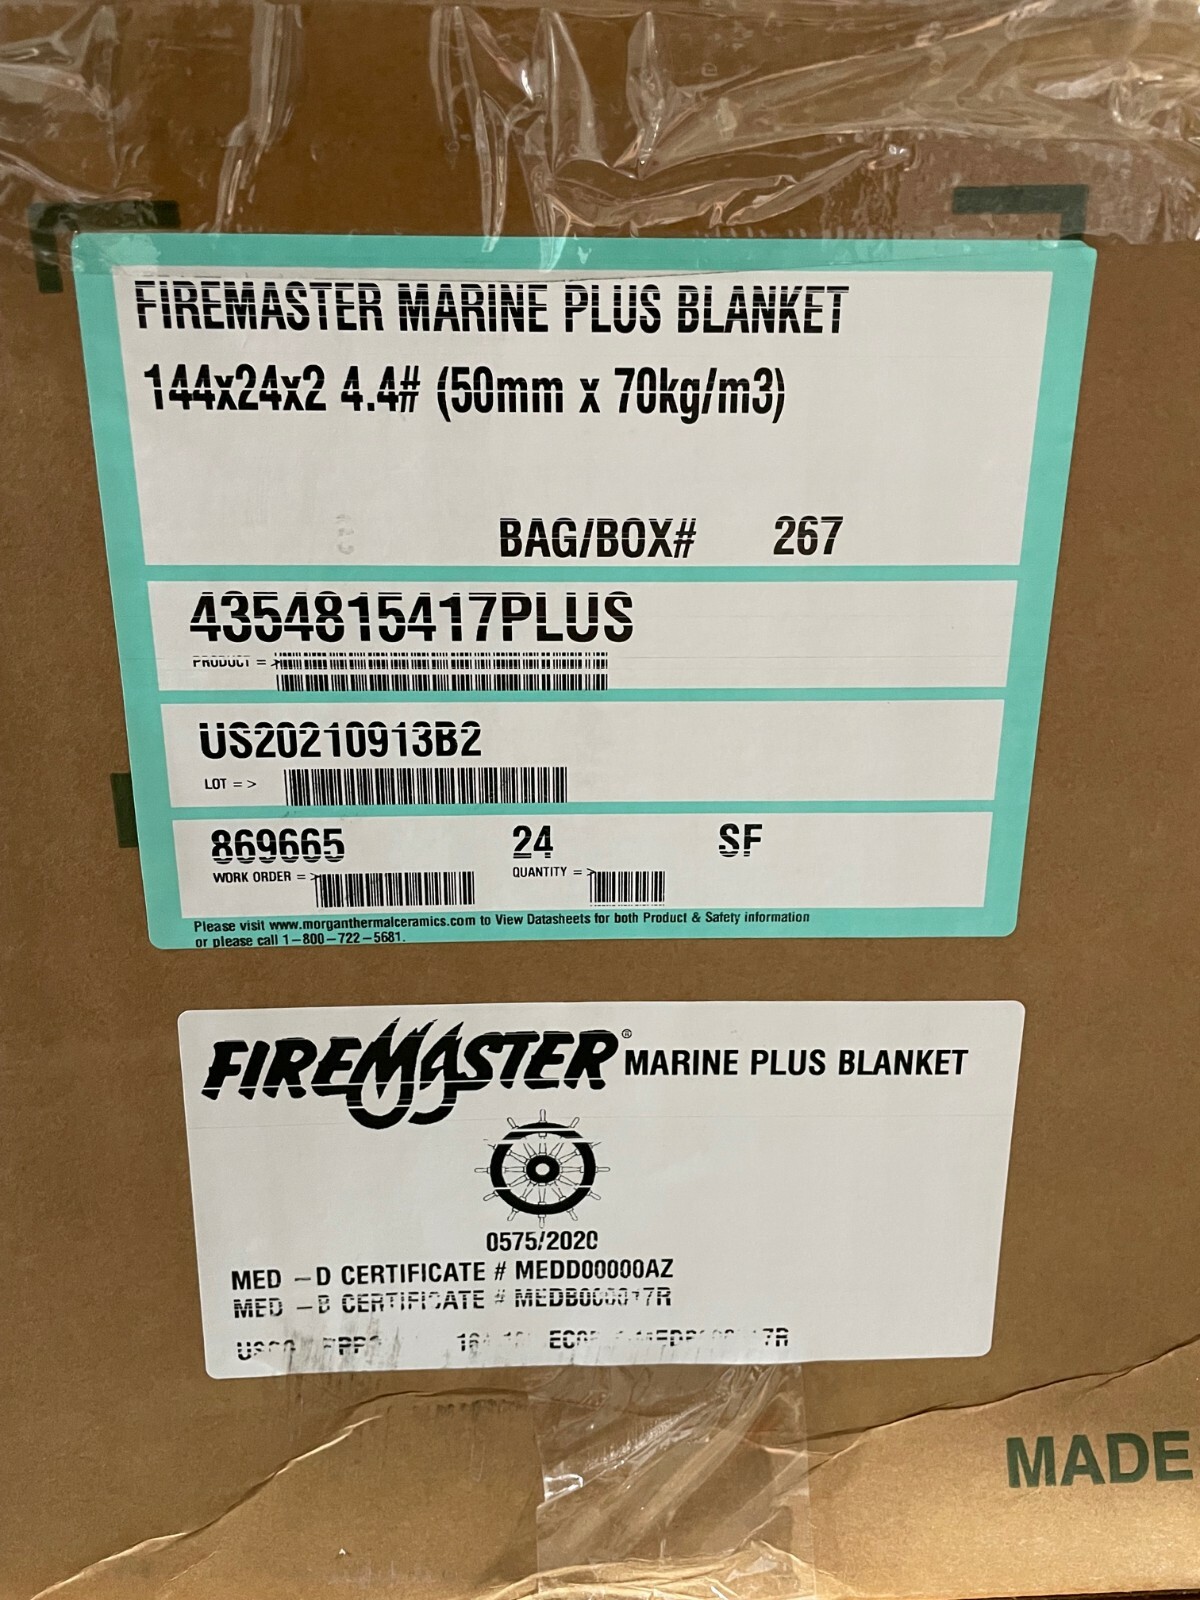 FIREMASTER MARINE PLUS BLANKET
144x24x2 4.4# (50mm x 70kg/m3)
BAG/BOX# 267
4354815417PLUS
PRODUCT =>
US20210913B2
LOT =>
869665 24 SF
WORK ORDER => QUANTITY =>
Please visit www.morganthermalceramics.com to View Datasheets for both Product & Safety information
or please call 1-800-722-5681.
FIREMASTER® MARINE PLUS BLANKET
0575/2020
MED -D CERTIFICATE # MEDD00000AZ
MED -B CERTIFICATE #
MADE